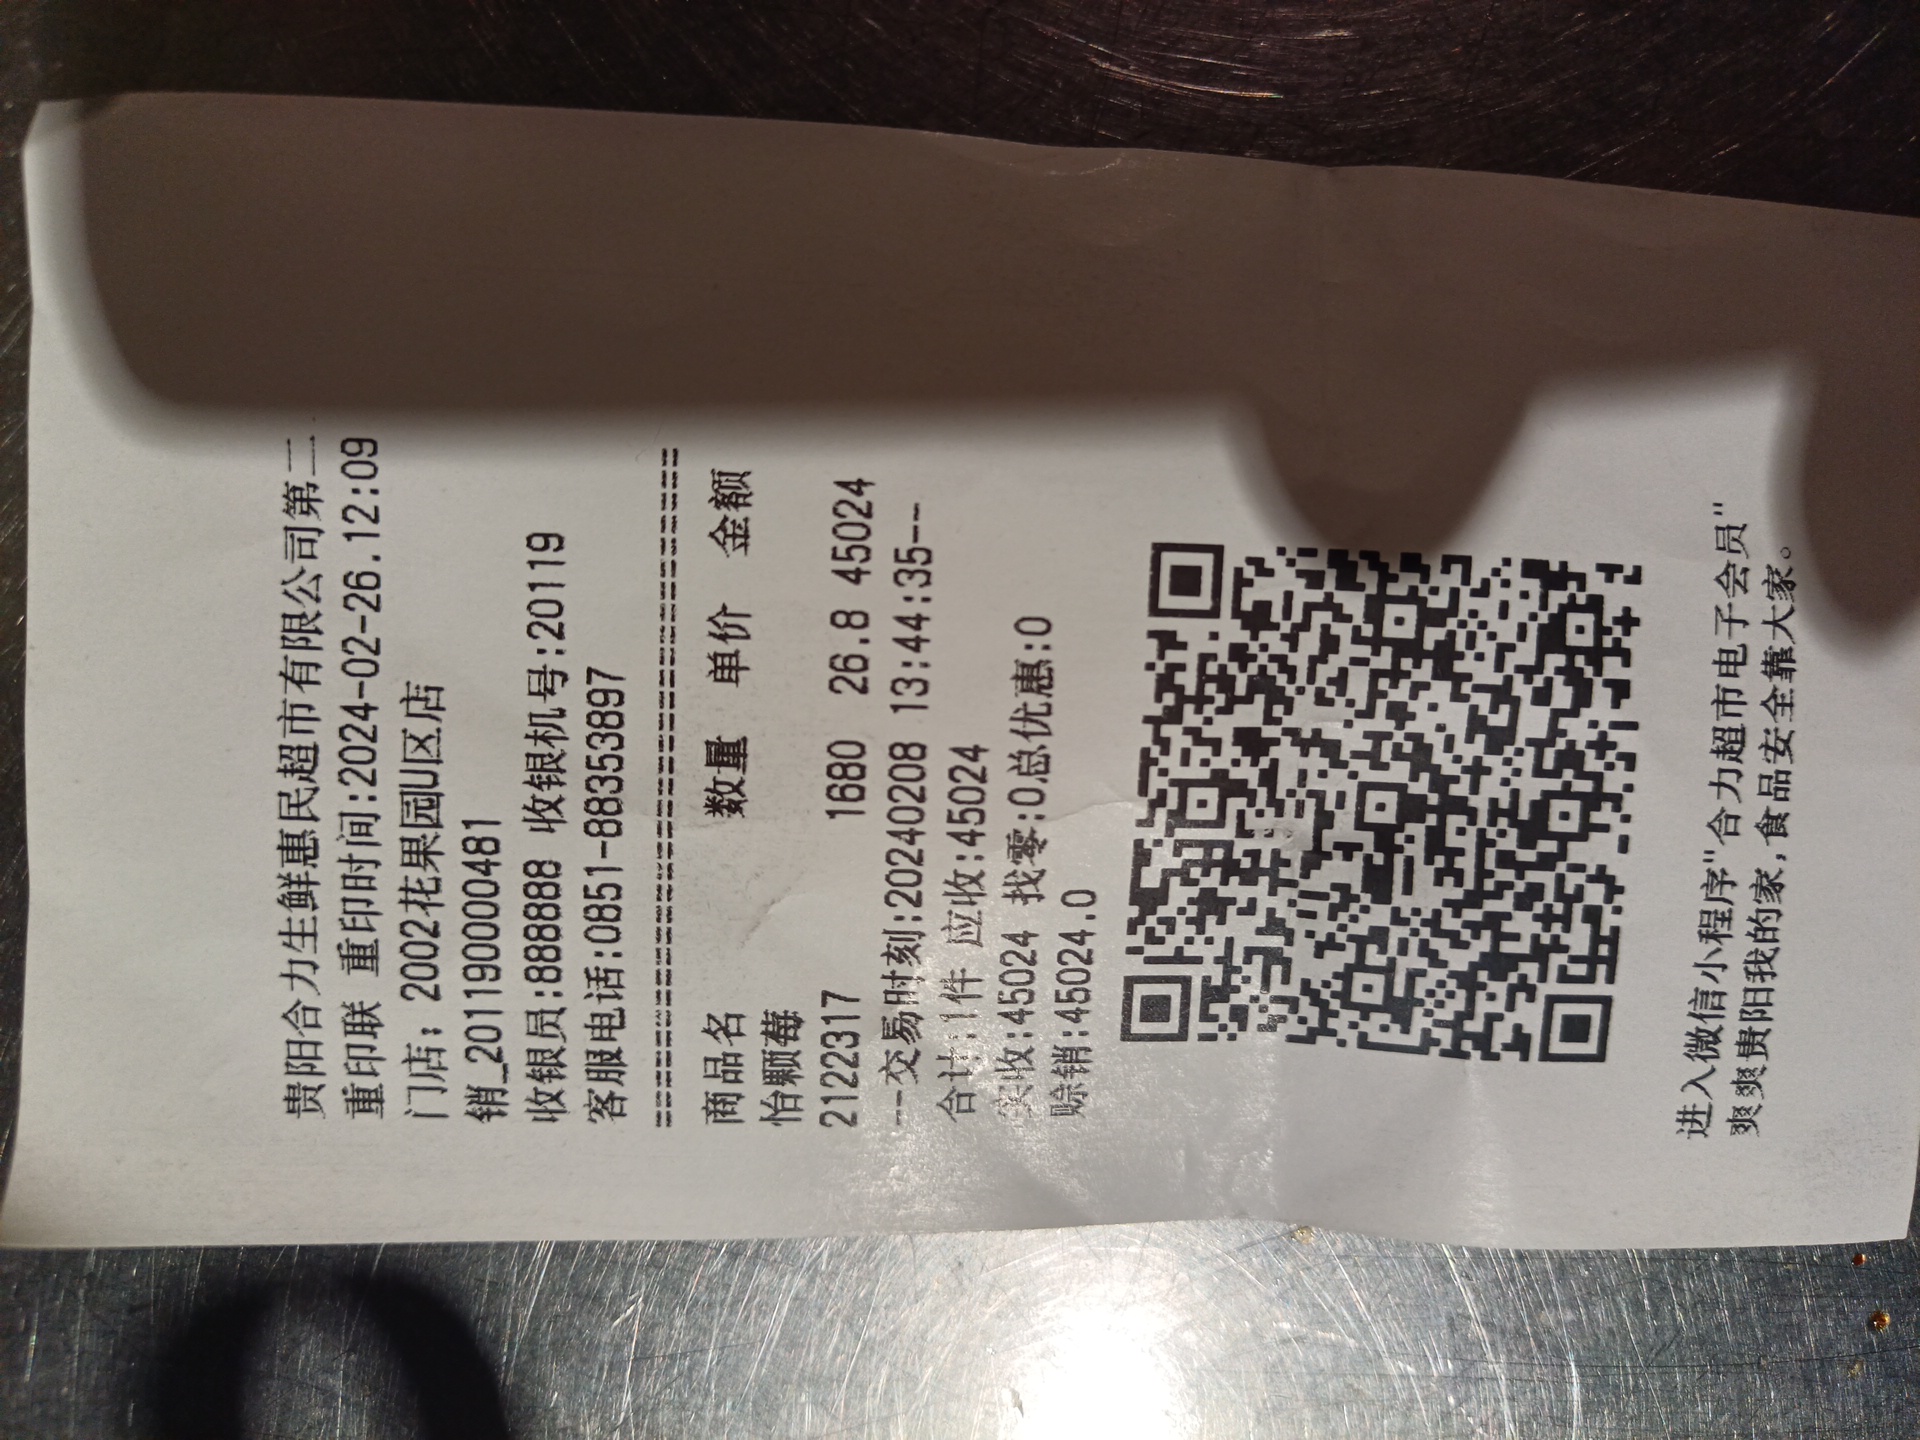 贵阳合力生鲜惠民超市有限公司第二
重印联 重印时间:2024-02-26.12:09
门店: 2002花果园U区店
销_2011900000481
收银员:888888 收银机号:20119
客服电话:0851-88353897
商品名 数量 单价 金额
怡颗莓
2122317 1680 26.8 45024
--交易时刻:20240208 13:44:35--
合计:1件 应收:45024
实收:45024 找零:0总优惠:0
赊销:45024.0
进入微信小程序"合力超市电子会员"
爽爽贵阳我的家,食品安全靠大家。